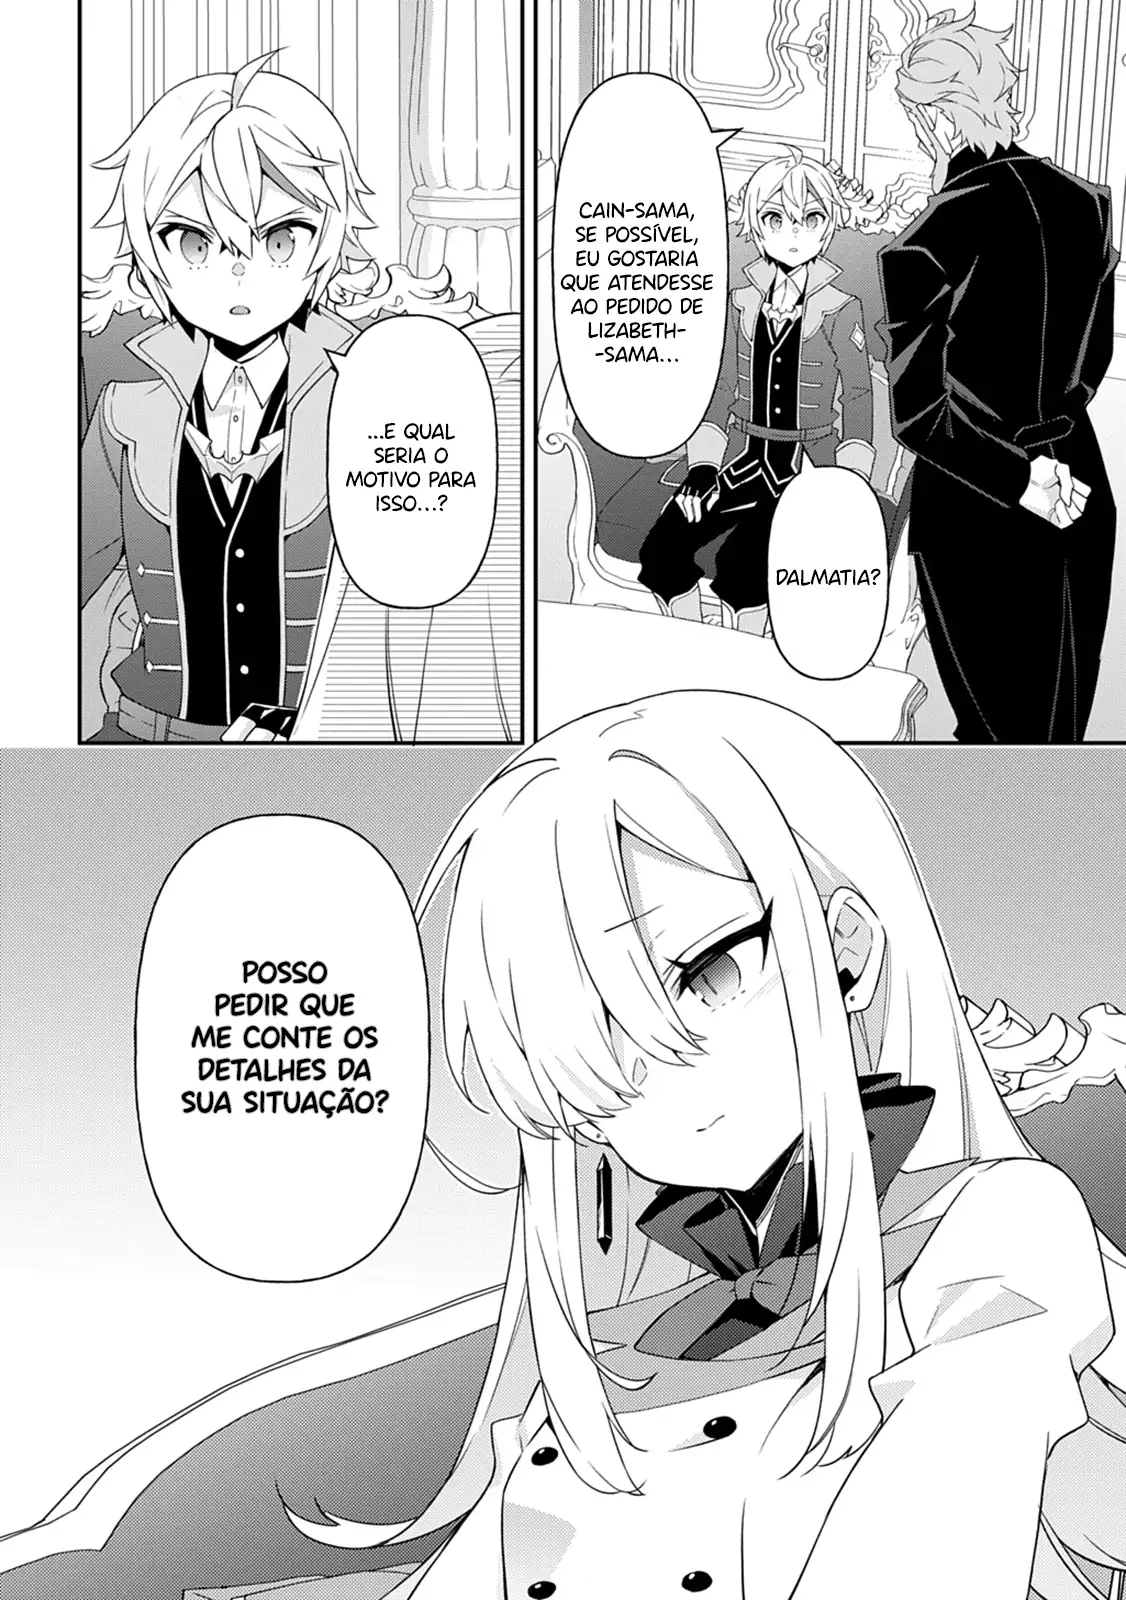 CAIN-SAMA,
SE POSSÍVEL,
EU GOSTARIA
QUE ATENDESSE
AO PEDIDO DE
LIZABETH-
-SAMA...
DALMATIA?
...E QUAL
SERIA O
MOTIVO PARA
ISSO...?
POSSO
PEDIR QUE
ME CONTE OS
DETALHES DA
SUA SITUAÇÃO?